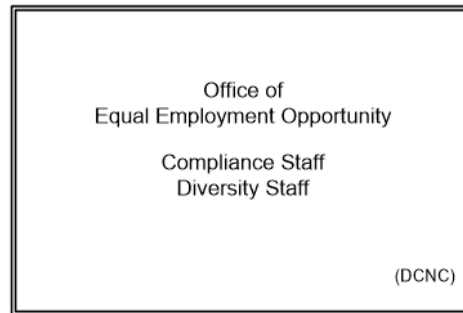 Office of
Equal Employment Opportunity
Compliance Staff
Diversity Staff
(DCNC)